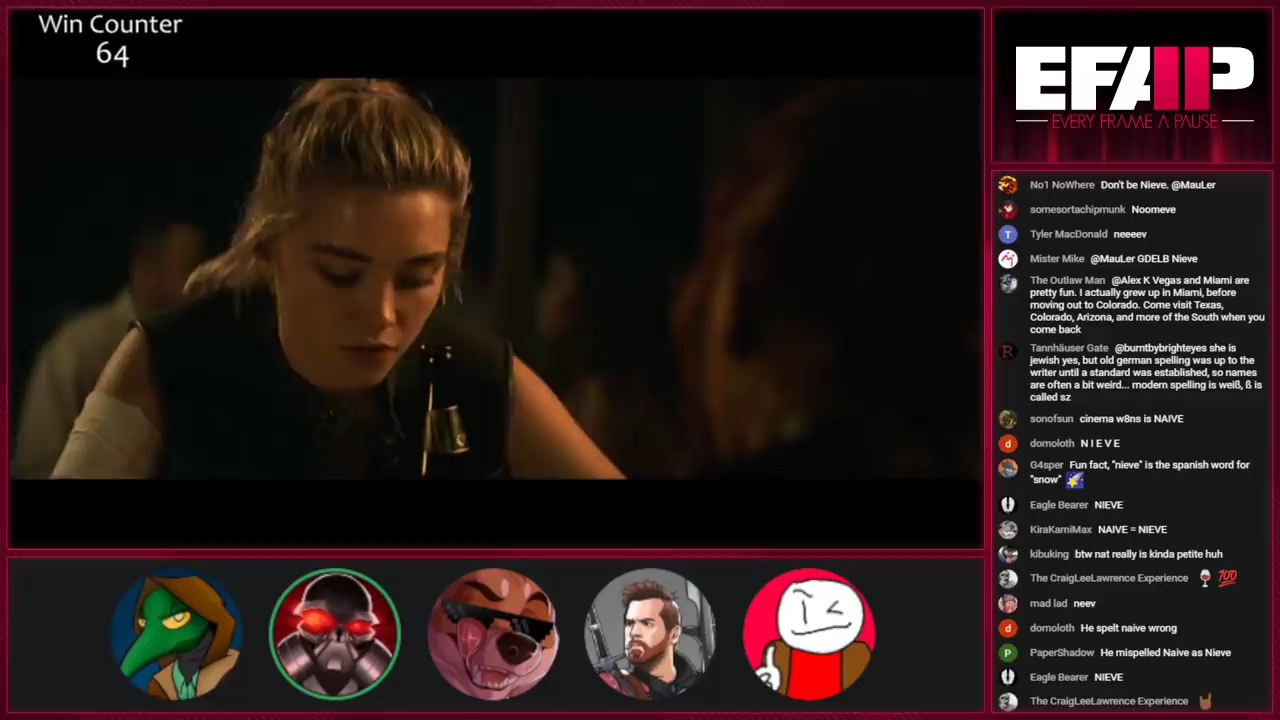 Win Counter
64
EFAP
EVERY FRAME A PAUSE
No1 NoWhere Don't be Nieve. @MauLer
somesortachipmunk Noomeve
T
Tyler MacDonald neeeev
Mister Mike @MauLer GDELB Nieve
The Outlaw Man @Alex K Vegas and Miami are
pretty fun. I actually grew up in Miami, before
moving out to Colorado. Come visit Texas,
Colorado, Arizona, and more of the South when you
come back
R
Tannhäuser Gate @burntbybrighteyes she is
jewish yes, but old german spelling was up to the
writer until a standard was established, so names
are often a bit weird... modern spelling is weiß, ß is
called sz
sonofsun cinema w8ns is NAIVE
d
domoloth N I E V E
G4sper Fun fact, "nieve" is the spanish word for
"snow"
Eagle Bearer NIEVE
KiraKamiMax NAIVE = NIEVE
kibuking btw nat really is kinda petite huh
The CraigLeeLawrence Experience 🍷 💯
mad lad neev
d
domoloth He spelt naive wrong
P
PaperShadow He mispelled Naive as Nieve
Eagle Bearer NIEVE
The CraigLeeLawrence Experience